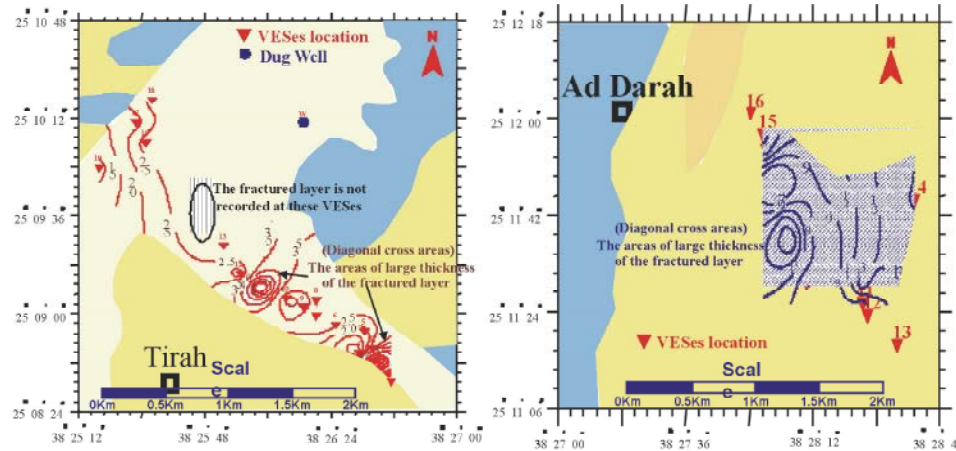 25 10 48
25 10 12
25 09 36
25 09 00
25 08 24
VESes location
Dug Well
N
W
The fractured layer is not
recorded at these VESes
(Diagonal cross areas)
The areas of large thickness
of the fractured layer
Tirah
Scal
e
0Km
0.5Km
1Km
1.5Km
2Km
38 25 12
38 25 48
38 26 24
38 27 00
25 12 18
25 12 00
25 11 42
25 11 24
25 11 06
Ad Darah
N
16
15
4
(Diagonal cross areas)
The areas of large thickness
of the fractured layer
12
13
VESes location
Scal
e
0Km
0.5Km
1Km
1.5Km
2Km
38 27 00
38 27 36
38 28 12
38 28 4